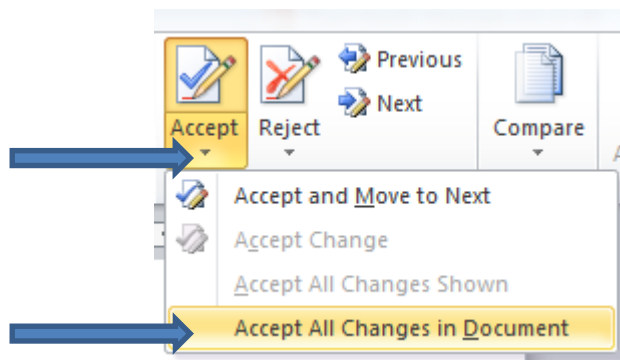 Previous
Next
Accept
Reject
Compare
Accept and Move to Next
Accept Change
Accept All Changes Shown
Accept All Changes in Document